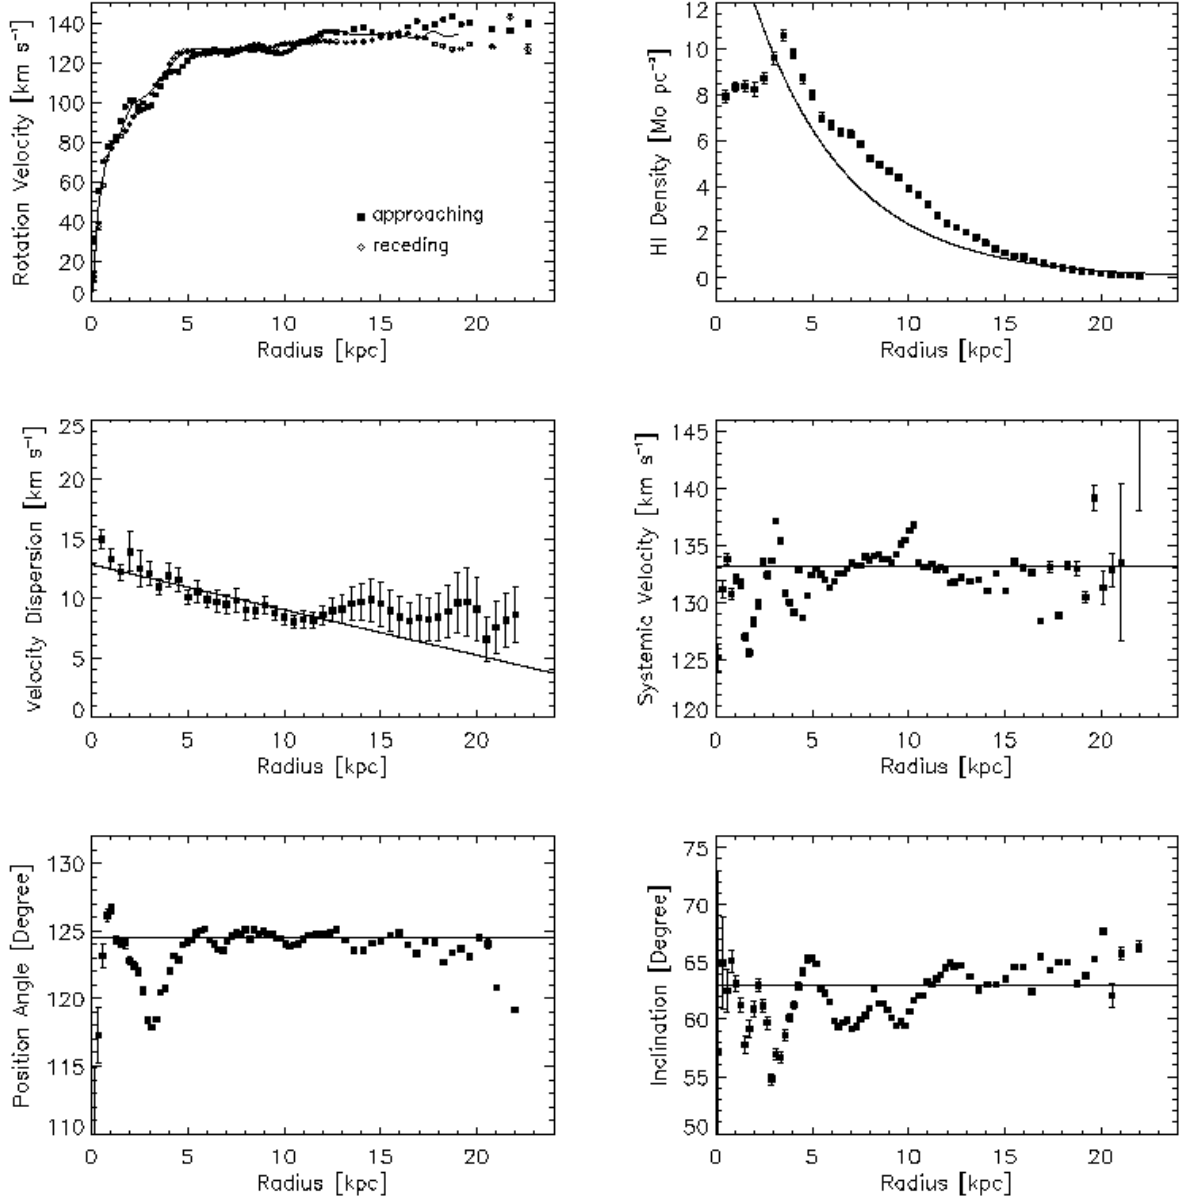 Rotation Velocity [km s⁻¹]
140
120
100
80
60
40
20
0
approaching
receding
0 5 10 15 20
Radius [kpc]
HI Density [Mo pc⁻²]
12
10
8
6
4
2
0
0 5 10 15 20
Radius [kpc]
Velocity Dispersion [km s⁻¹]
25
20
15
10
5
0
0 5 10 15 20
Radius [kpc]
Systemic Velocity [km s⁻¹]
145
140
135
130
125
120
0 5 10 15 20
Radius [kpc]
Position Angle [Degree]
130
125
120
115
110
0 5 10 15 20
Radius [kpc]
Inclination [Degree]
75
70
65
60
55
50
0 5 10 15 20
Radius [kpc]